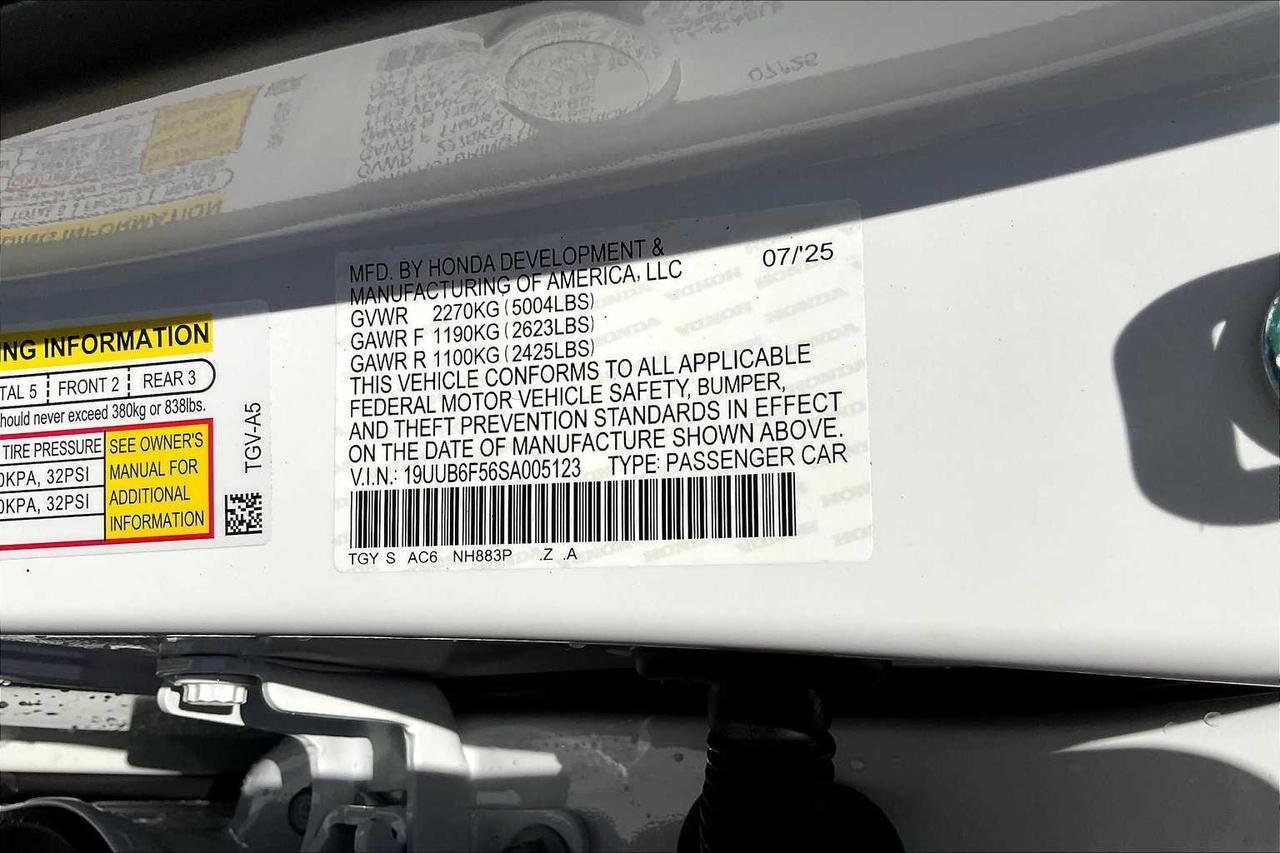 07/'25
MFD. BY HONDA DEVELOPMENT &
MANUFACTURING OF AMERICA, LLC
GVWR 2270KG (5004LBS)
GAWR F 1190KG (2623LBS)
GAWR R 1100KG (2425LBS)
THIS VEHICLE CONFORMS TO ALL APPLICABLE
FEDERAL MOTOR VEHICLE SAFETY, BUMPER,
AND THEFT PREVENTION STANDARDS IN EFFECT
ON THE DATE OF MANUFACTURE SHOWN ABOVE.
V.I.N.: 19UUB6F56SA005123 TYPE: PASSENGER CAR
TGY S AC6 NH883P .Z .A
NG INFORMATION
TAL 5 FRONT 2 REAR 3
hould never exceed 380kg or 838lbs.
TIRE PRESSURE
0KPA, 32PSI
0KPA, 32PSI
SEE OWNER'S
MANUAL FOR
ADDITIONAL
INFORMATION
TGV-A5